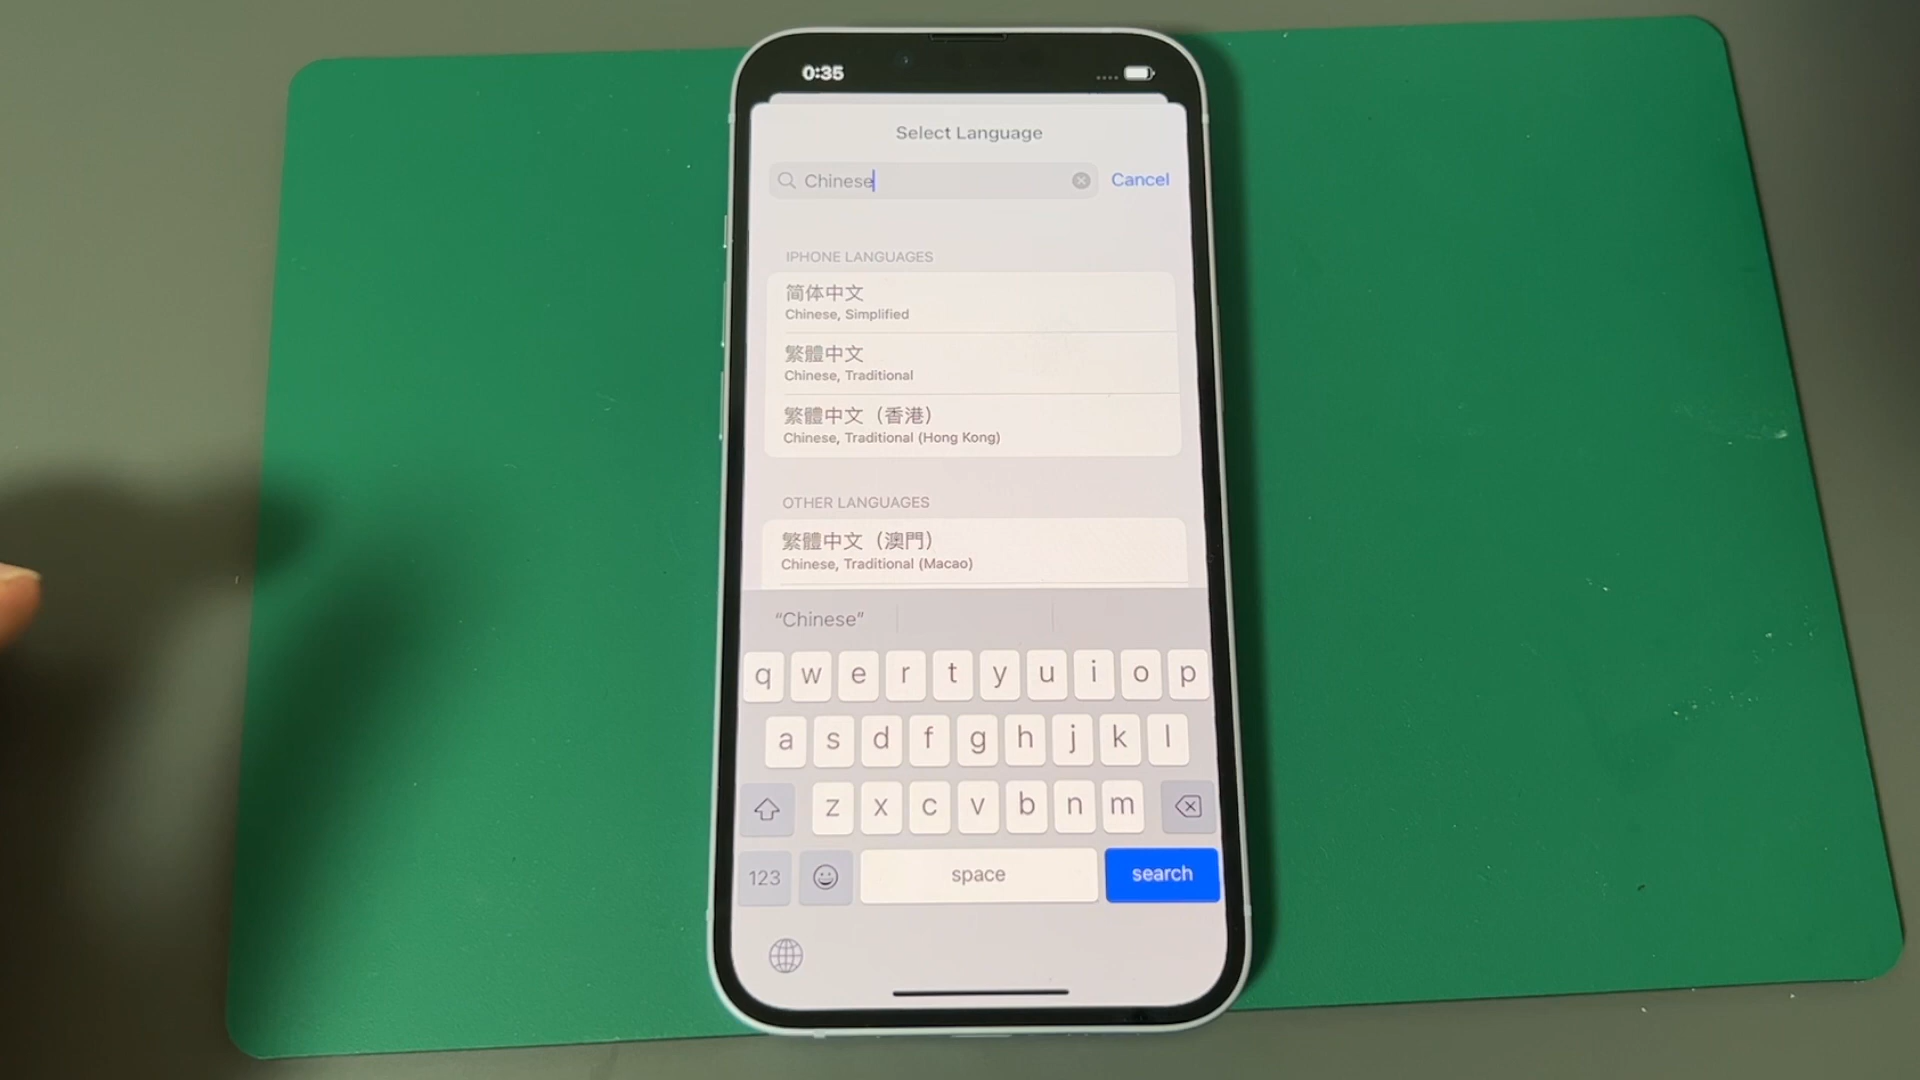 0:35
Select Language
Chinese
Cancel
IPHONE LANGUAGES
简体中文
Chinese, Simplified
繁體中文
Chinese, Traditional
繁體中文（香港）
Chinese, Traditional (Hong Kong)
OTHER LANGUAGES
繁體中文（澳門）
Chinese, Traditional (Macao)
“Chinese”
q w e r t y u i o p
a s d f g h j k l
z x c v b n m
123 space search